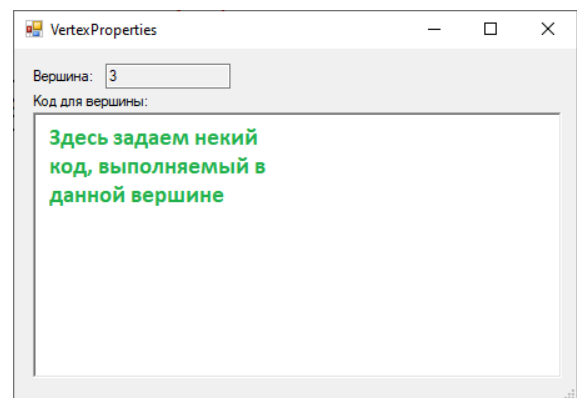 VertexProperties
Вершина: 3
Код для вершины:
Здесь задаем некий
код, выполняемый в
данной вершине